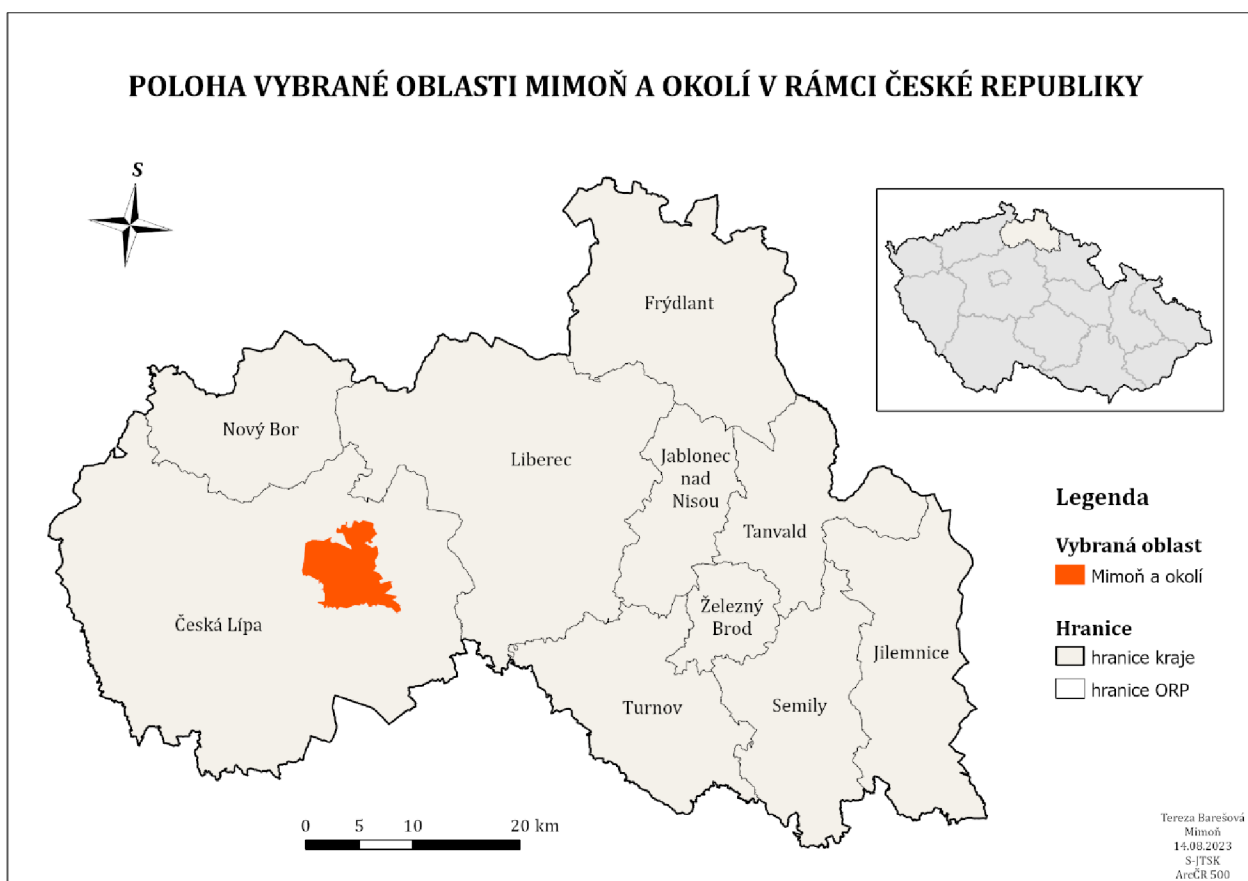 POLOHA VYBRANÉ OBLASTI MIMOŇ A OKOLÍ V RÁMCI ČESKÉ REPUBLIKY
S
Frýdlant
Nový Bor
Liberec
Jablonec
nad
Nisou
Tanvald
Česká Lípa
Železný
Brod
Jilemnice
Turnov
Semily
Legenda
Vybraná oblast
Mimoň a okolí
Hranice
hranice kraje
hranice ORP
0 5 10 20 km
Tereza Barešová
Mimoň
14.08.2023
S-JTSK
ArcČR 500